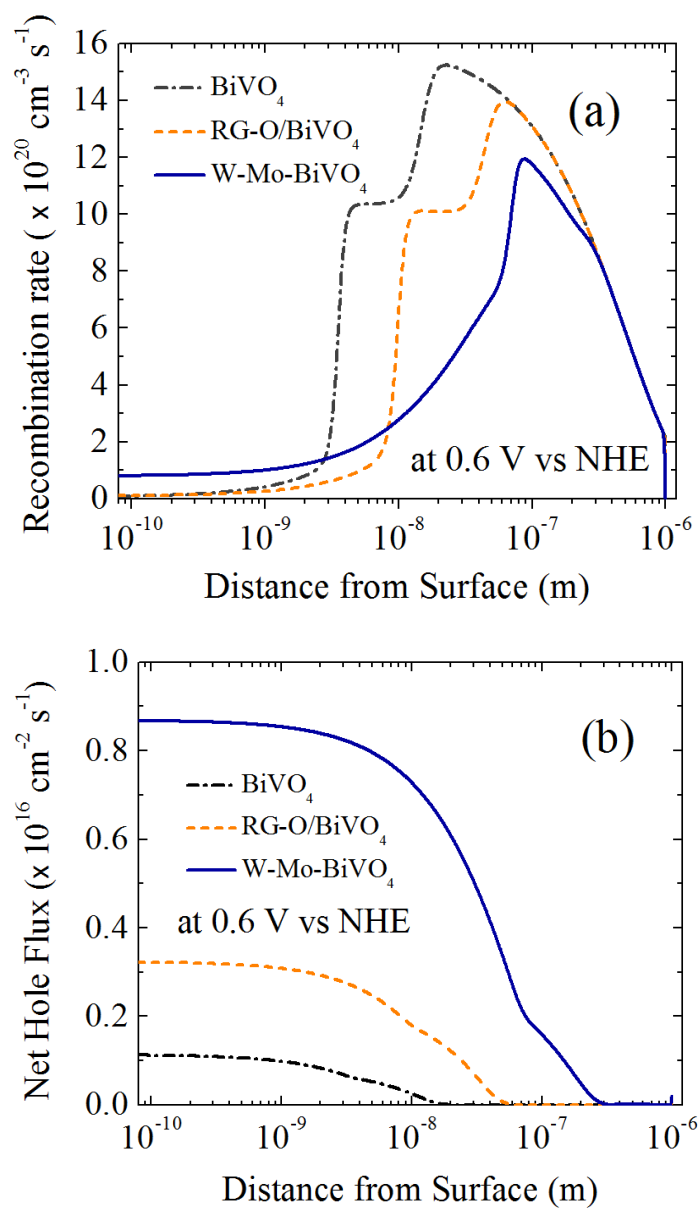 16
14
12
10
8
6
4
2
0
Recombination rate ( x 10²⁰ cm⁻³ s⁻¹)
BiVO₄
RG-O/BiVO₄
W-Mo-BiVO₄
(a)
at 0.6 V vs NHE
10⁻¹⁰ 10⁻⁹ 10⁻⁸ 10⁻⁷ 10⁻⁶
Distance from Surface (m)
1.0
0.8
0.6
0.4
0.2
0.0
Net Hole Flux (x 10¹⁶ cm⁻² s⁻¹)
(b)
BiVO₄
RG-O/BiVO₄
W-Mo-BiVO₄
at 0.6 V vs NHE
10⁻¹⁰ 10⁻⁹ 10⁻⁸ 10⁻⁷ 10⁻⁶
Distance from Surface (m)